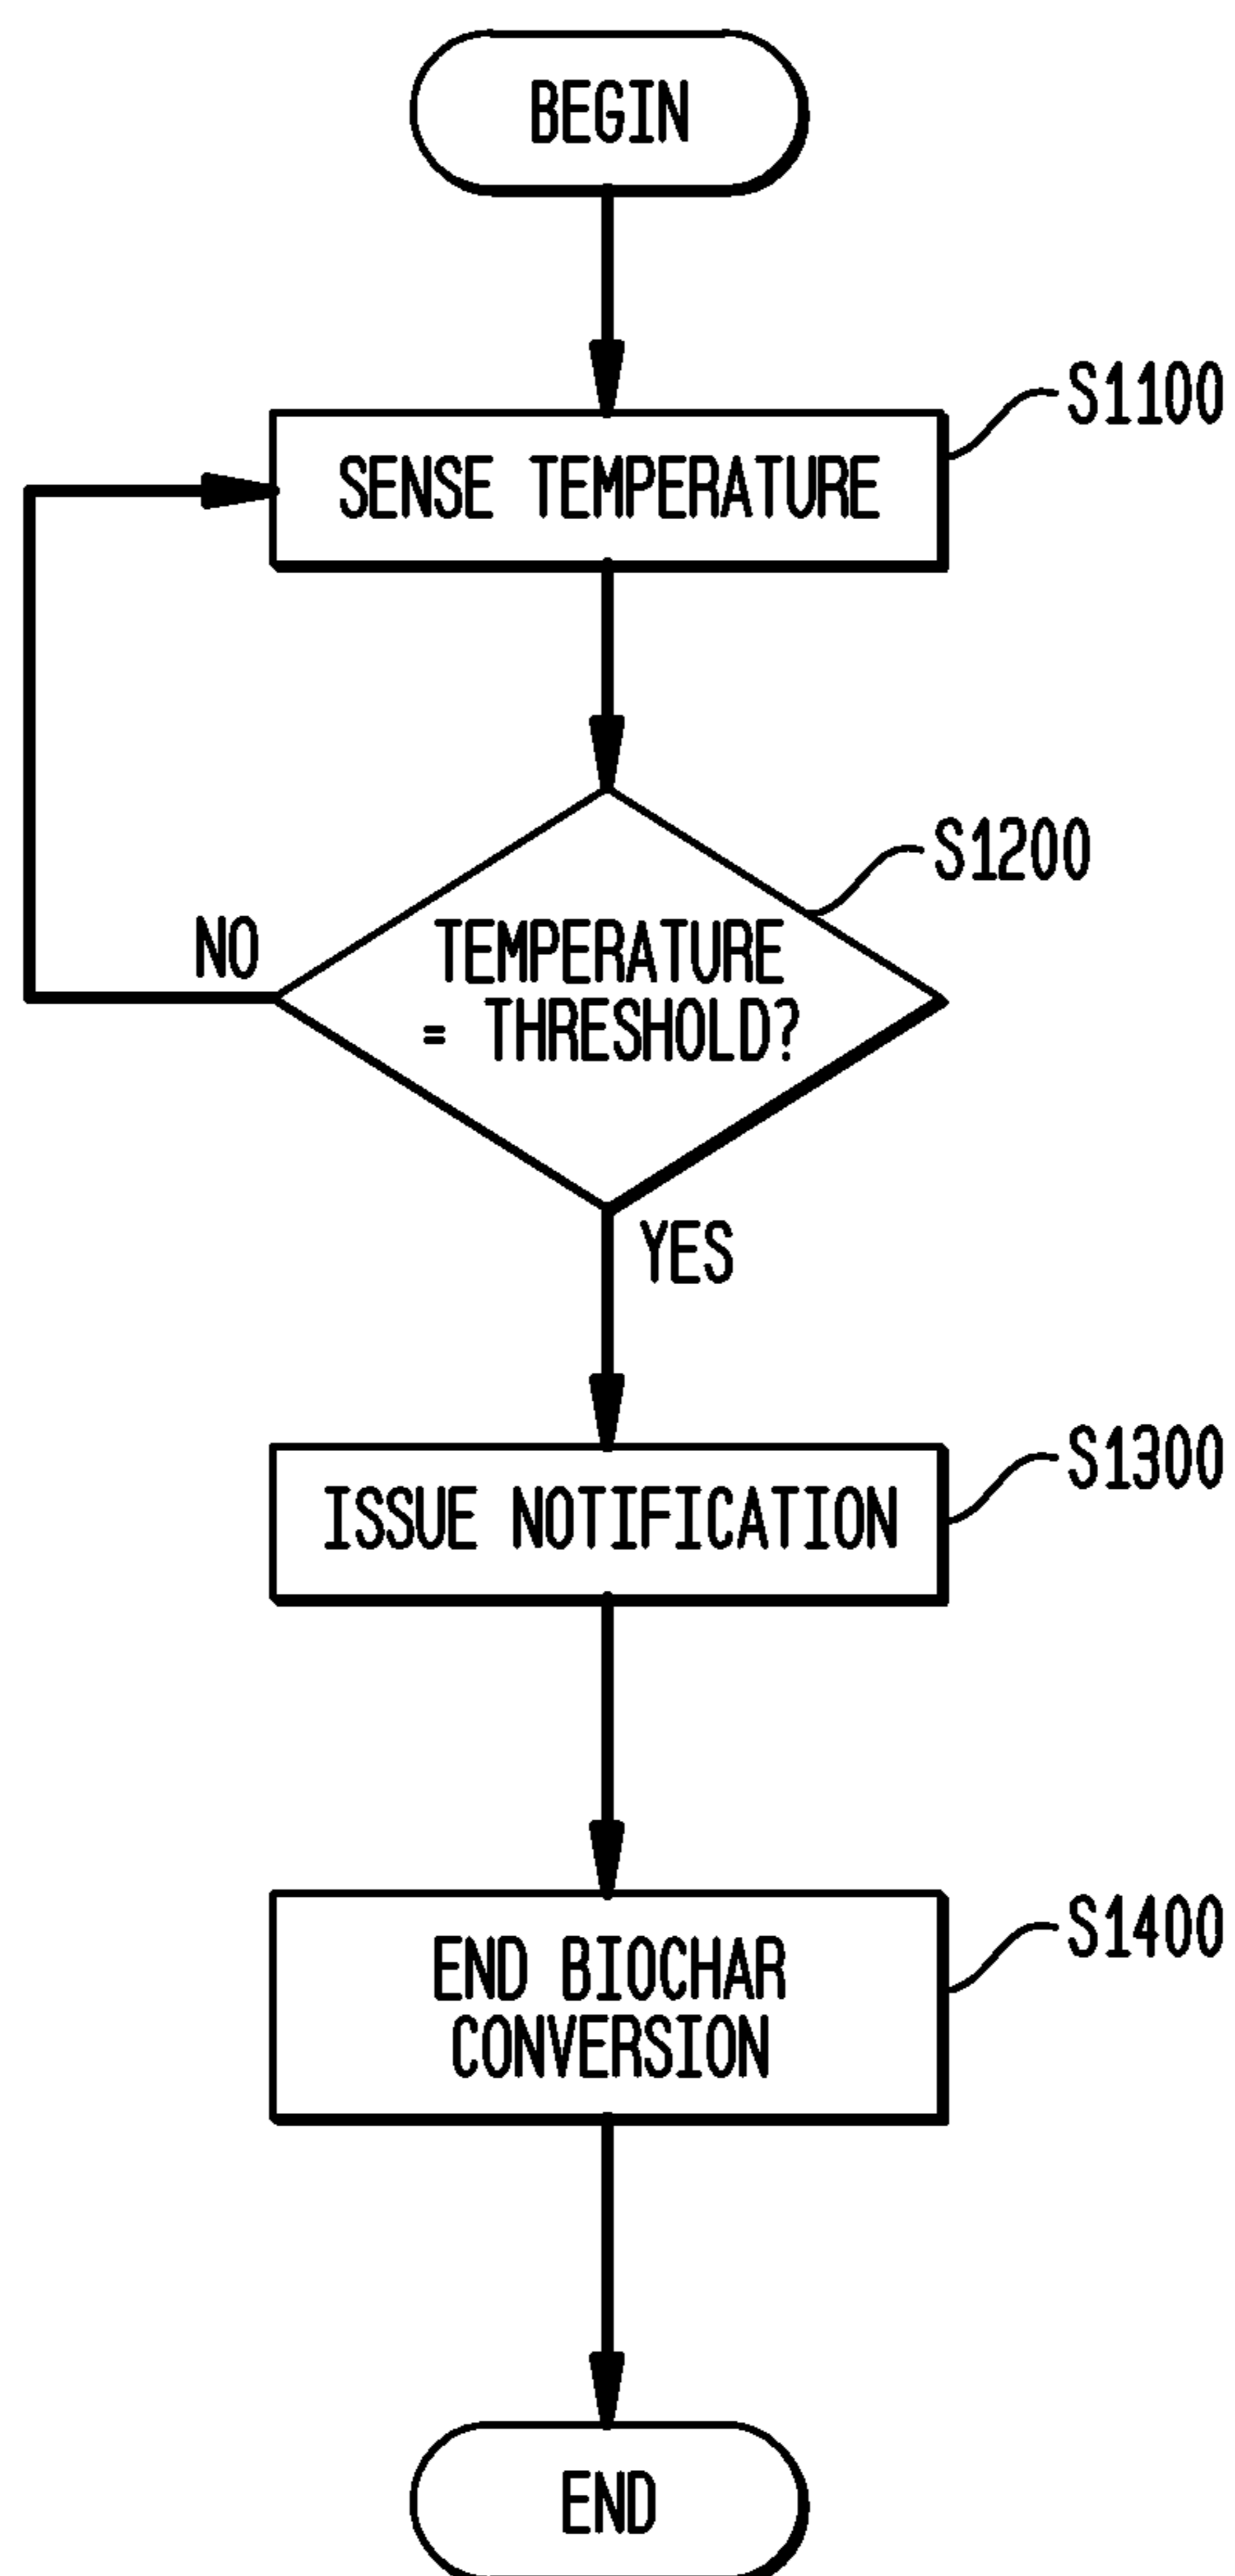 BEGIN
S1100
SENSE TEMPERATURE
S1200
NO
TEMPERATURE
= THRESHOLD?
YES
S1300
ISSUE NOTIFICATION
S1400
END BIOCHAR
CONVERSION
END